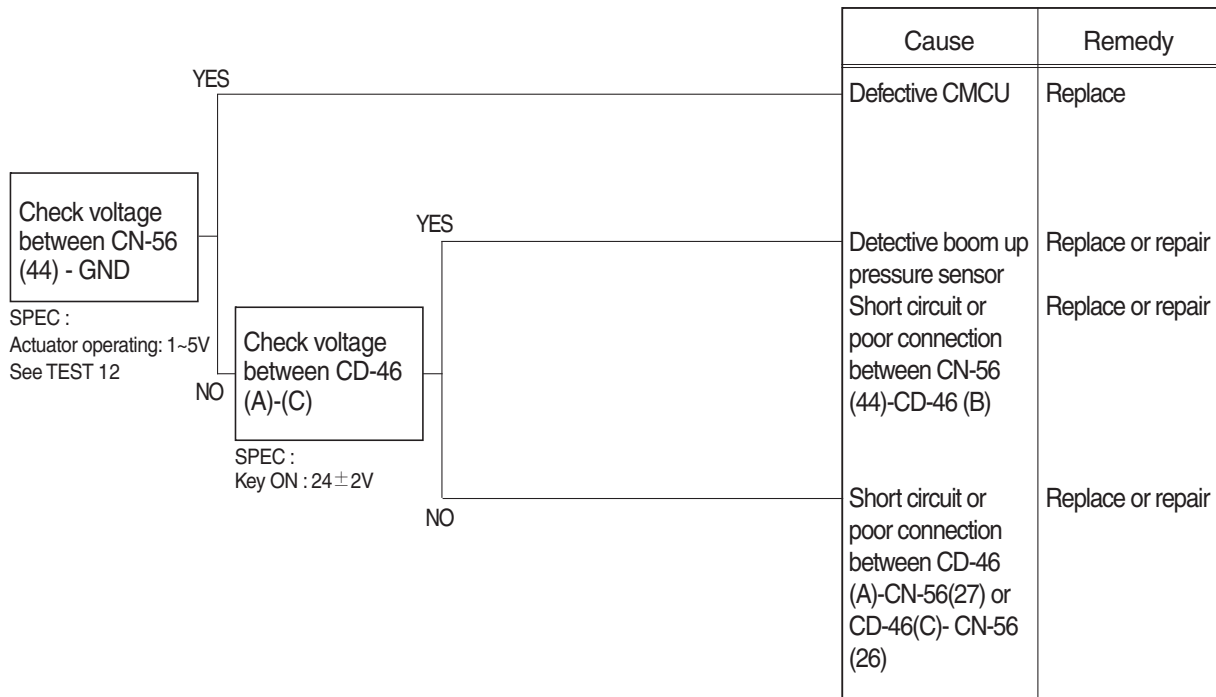 Cause
Remedy
YES
Defective CMCU
Replace
Check voltage
between CN-56
(44) - GND
SPEC :
Actuator operating: 1~5V
See TEST 12
NO
Check voltage
between CD-46
(A)-(C)
SPEC :
Key ON : 24±2V
YES
Detective boom up
pressure sensor
Replace or repair
Short circuit or
poor connection
between CN-56
(44)-CD-46 (B)
Replace or repair
NO
Short circuit or
poor connection
between CD-46
(A)-CN-56(27) or
CD-46(C)- CN-56
(26)
Replace or repair